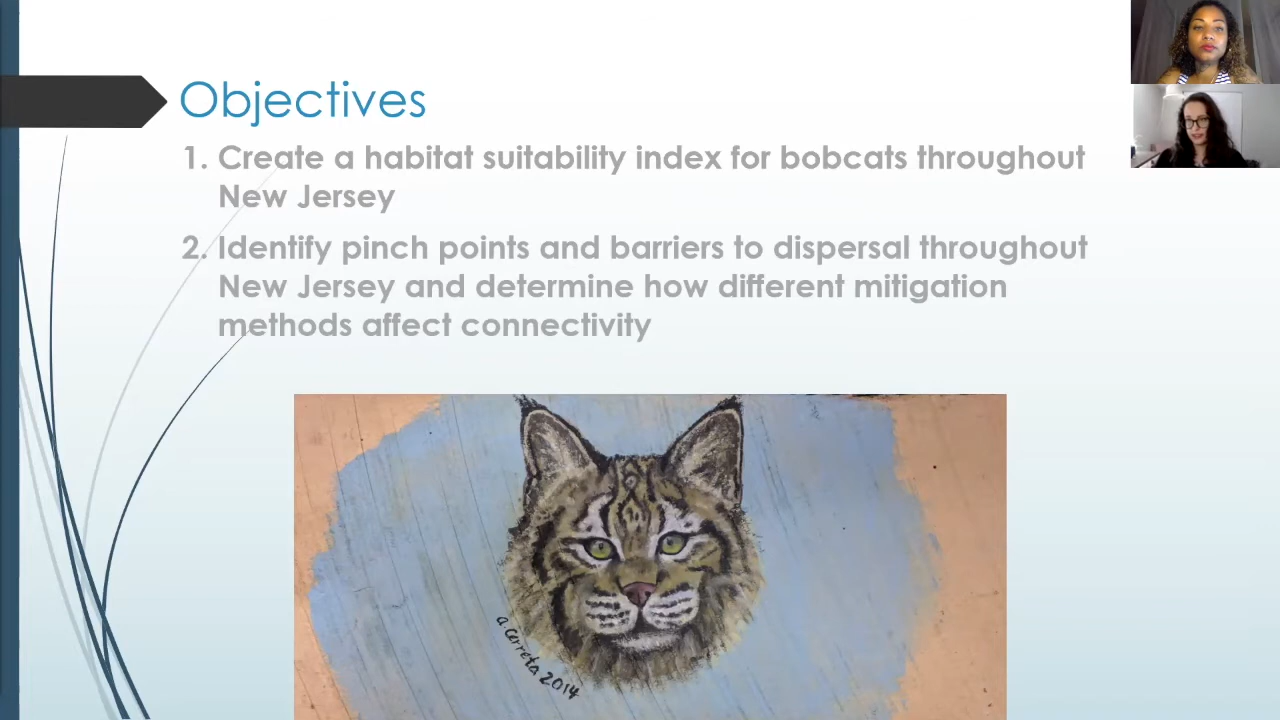 Objectives
1. Create a habitat suitability index for bobcats throughout
New Jersey
2. Identify pinch points and barriers to dispersal throughout
New Jersey and determine how different mitigation
methods affect connectivity
a cerreta 2014